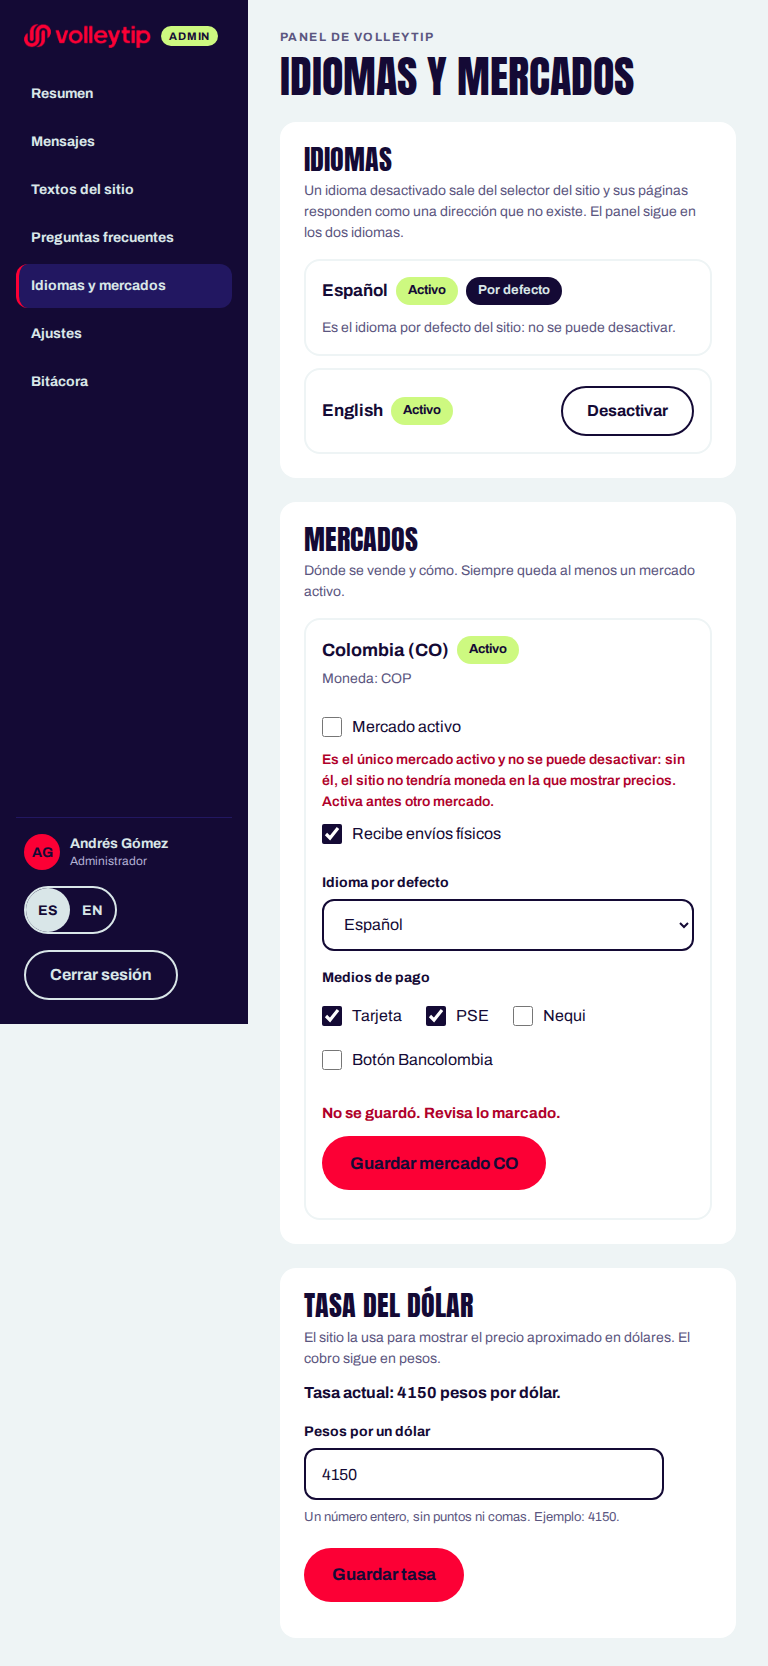 volleytip ADMIN
Resumen
Mensajes
Textos del sitio
Preguntas frecuentes
Idiomas y mercados
Ajustes
Bitácora
AG
Andrés Gómez
Administrador
ES EN
Cerrar sesión
PANEL DE VOLLEYTIP
IDIOMAS Y MERCADOS
IDIOMAS
Un idioma desactivado sale del selector del sitio y sus páginas
responden como una dirección que no existe. El panel sigue en
los dos idiomas.
Español Activo Por defecto
Es el idioma por defecto del sitio: no se puede desactivar.
English Activo Desactivar
MERCADOS
Dónde se vende y cómo. Siempre queda al menos un mercado
activo.
Colombia (CO) Activo
Moneda: COP
Mercado activo
Es el único mercado activo y no se puede desactivar: sin
él, el sitio no tendría moneda en la que mostrar precios.
Activa antes otro mercado.
Recibe envíos físicos
Idioma por defecto
Español
Medios de pago
Tarjeta PSE Nequi
Botón Bancolombia
No se guardó. Revisa lo marcado.
Guardar mercado CO
TASA DEL DÓLAR
El sitio la usa para mostrar el precio aproximado en dólares. El
cobro sigue en pesos.
Tasa actual: 4150 pesos por dólar.
Pesos por un dólar
4150
Un número entero, sin puntos ni comas. Ejemplo: 4150.
Guardar tasa